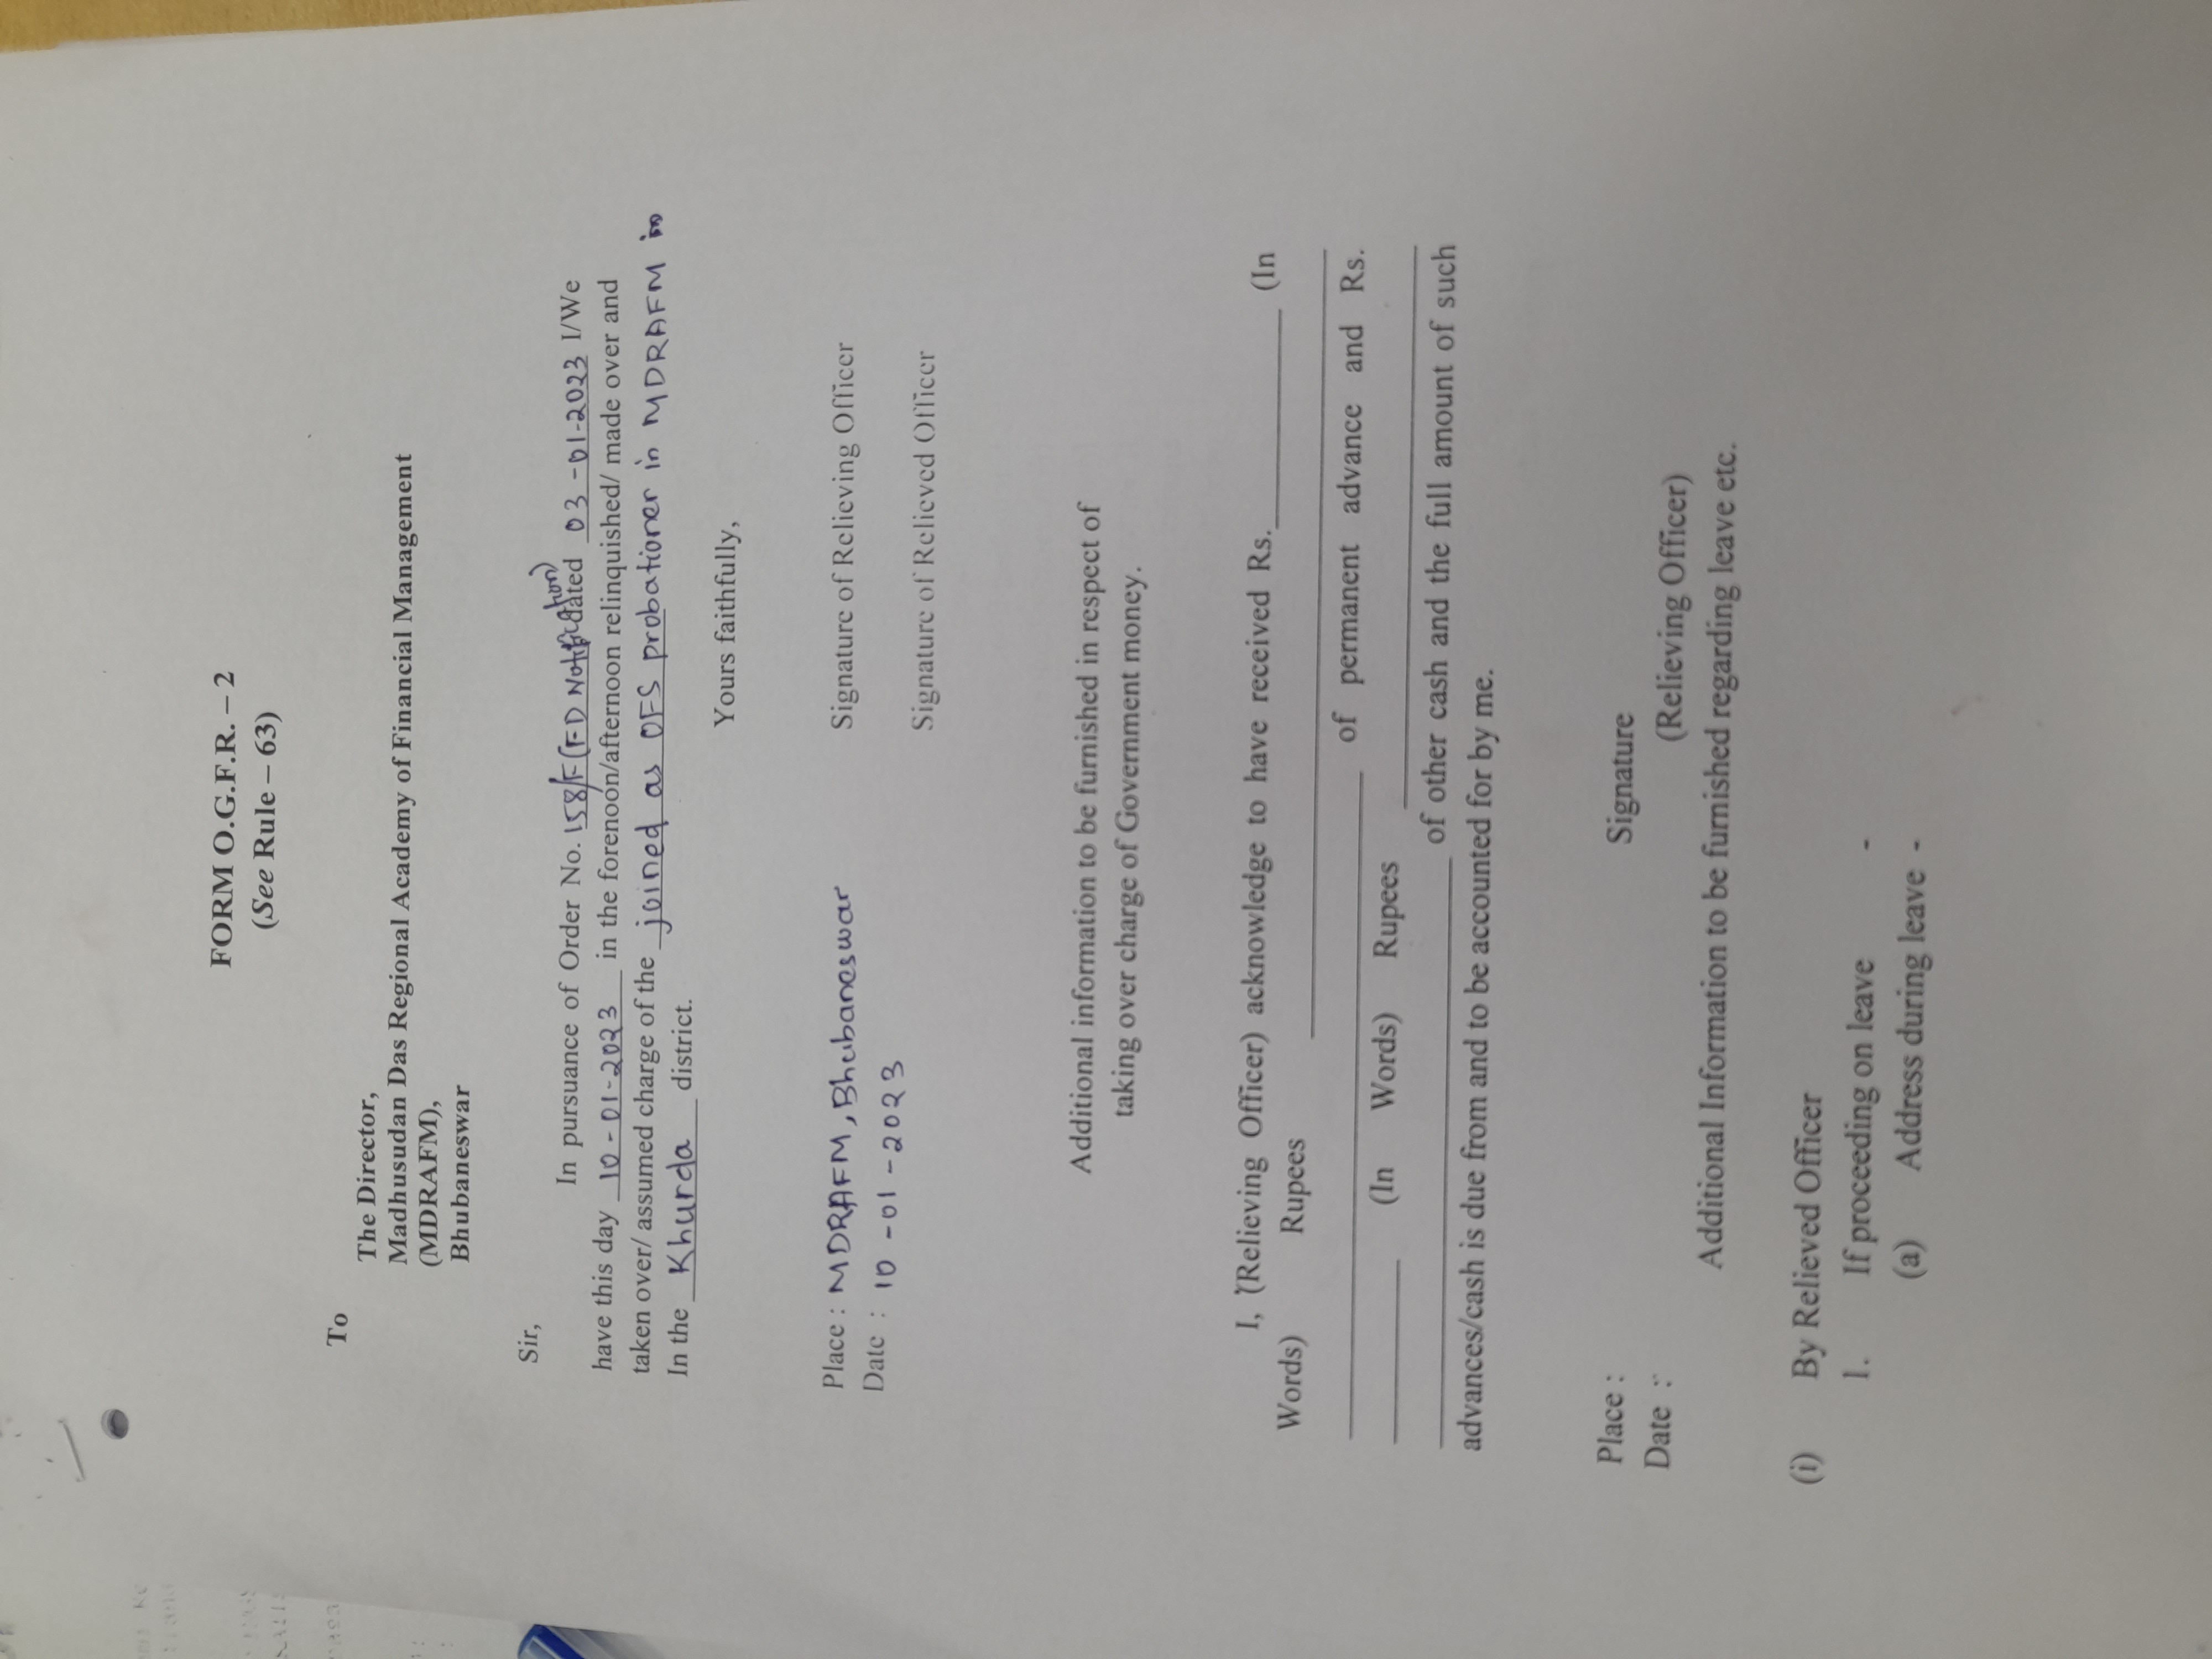 FORM O.G.F.R. – 2
(See Rule – 63)
To
The Director,
Madhusudan Das Regional Academy of Financial Management
(MDRAFM),
Bhubaneswar
Sir,
In pursuance of Order No. 158/F (FD Notification) dated 03-01-2023 I/We
have this day 10-01-2023 in the forenoon/afternoon relinquished/ made over and
taken over/ assumed charge of the joined as OFS probationer in MDRAFM
In the Khurda district.
Yours faithfully,
Place : MDRAFM, Bhubaneswar Signature of Relieving Officer
Date : 10-01-2023
Signature of Relieved Officer
Additional information to be furnished in respect of
taking over charge of Government money.
I, (Relieving Officer) acknowledge to have received Rs.____________ (In
Words) Rupees ____________
____________ of permanent advance and Rs.
____________ (In Words) Rupees ____________
____________ of other cash and the full amount of such
advances/cash is due from and to be accounted for by me.
Place : Signature
Date : (Relieving Officer)
Additional Information to be furnished regarding leave etc.
(i) By Relieved Officer
1. If proceeding on leave -
(a) Address during leave -